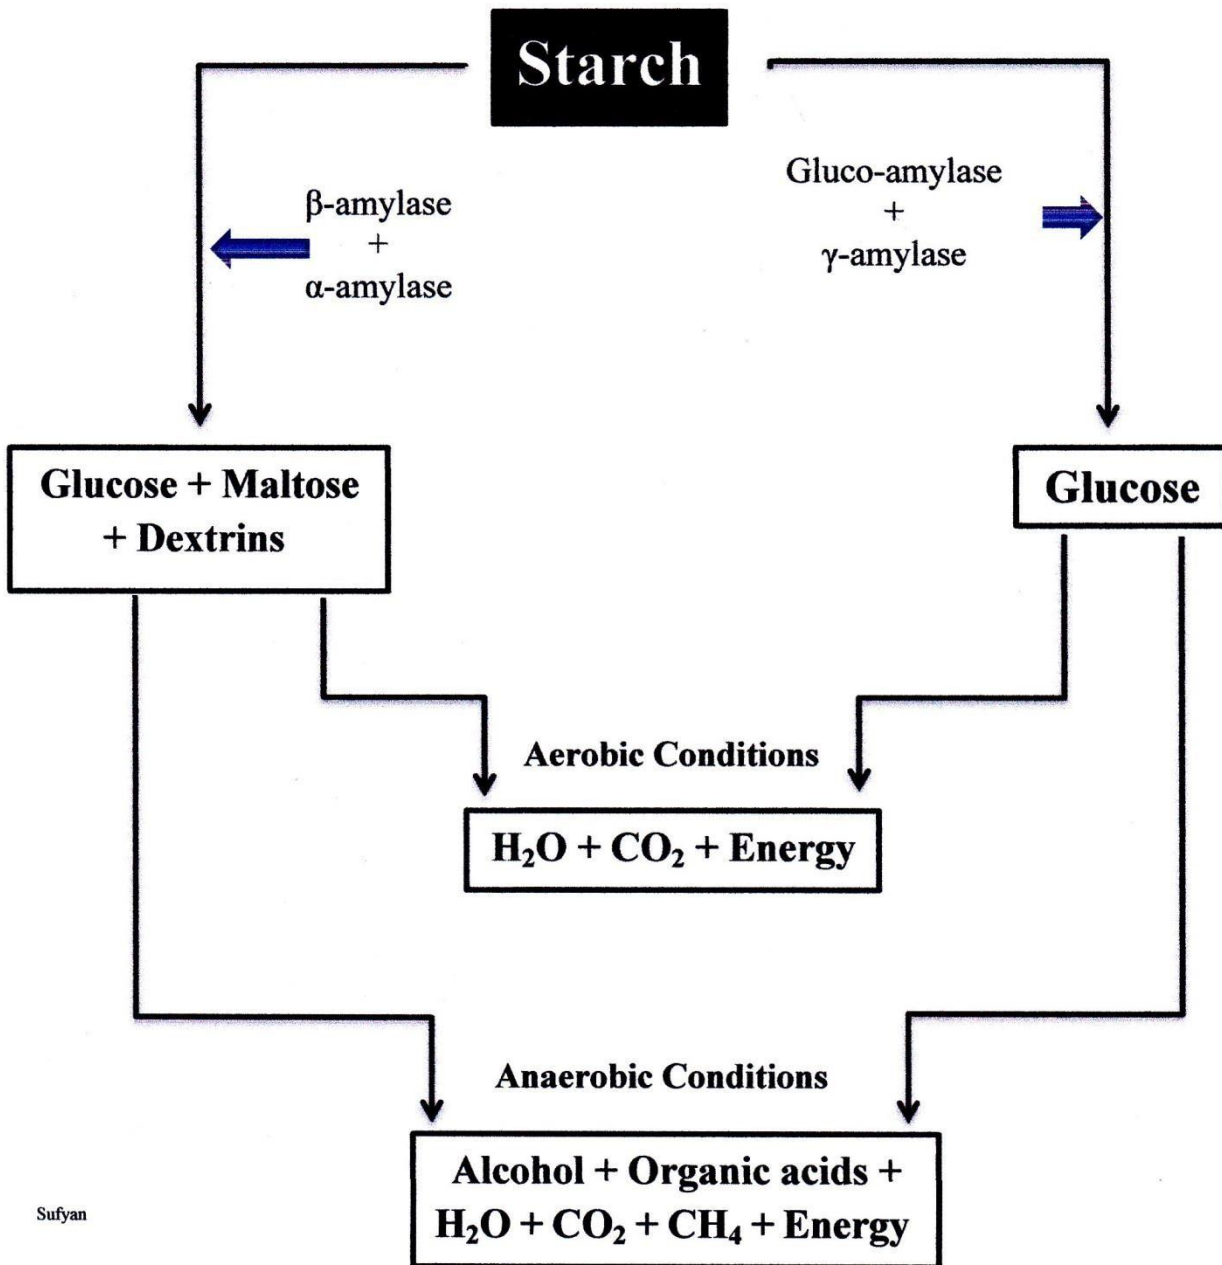 Starch
β-amylase
+
α-amylase
Gluco-amylase
+
γ-amylase
Glucose + Maltose
+ Dextrins
Glucose
Aerobic Conditions
H₂O + CO₂ + Energy
Anaerobic Conditions
Alcohol + Organic acids +
H₂O + CO₂ + CH₄ + Energy
Sufyan